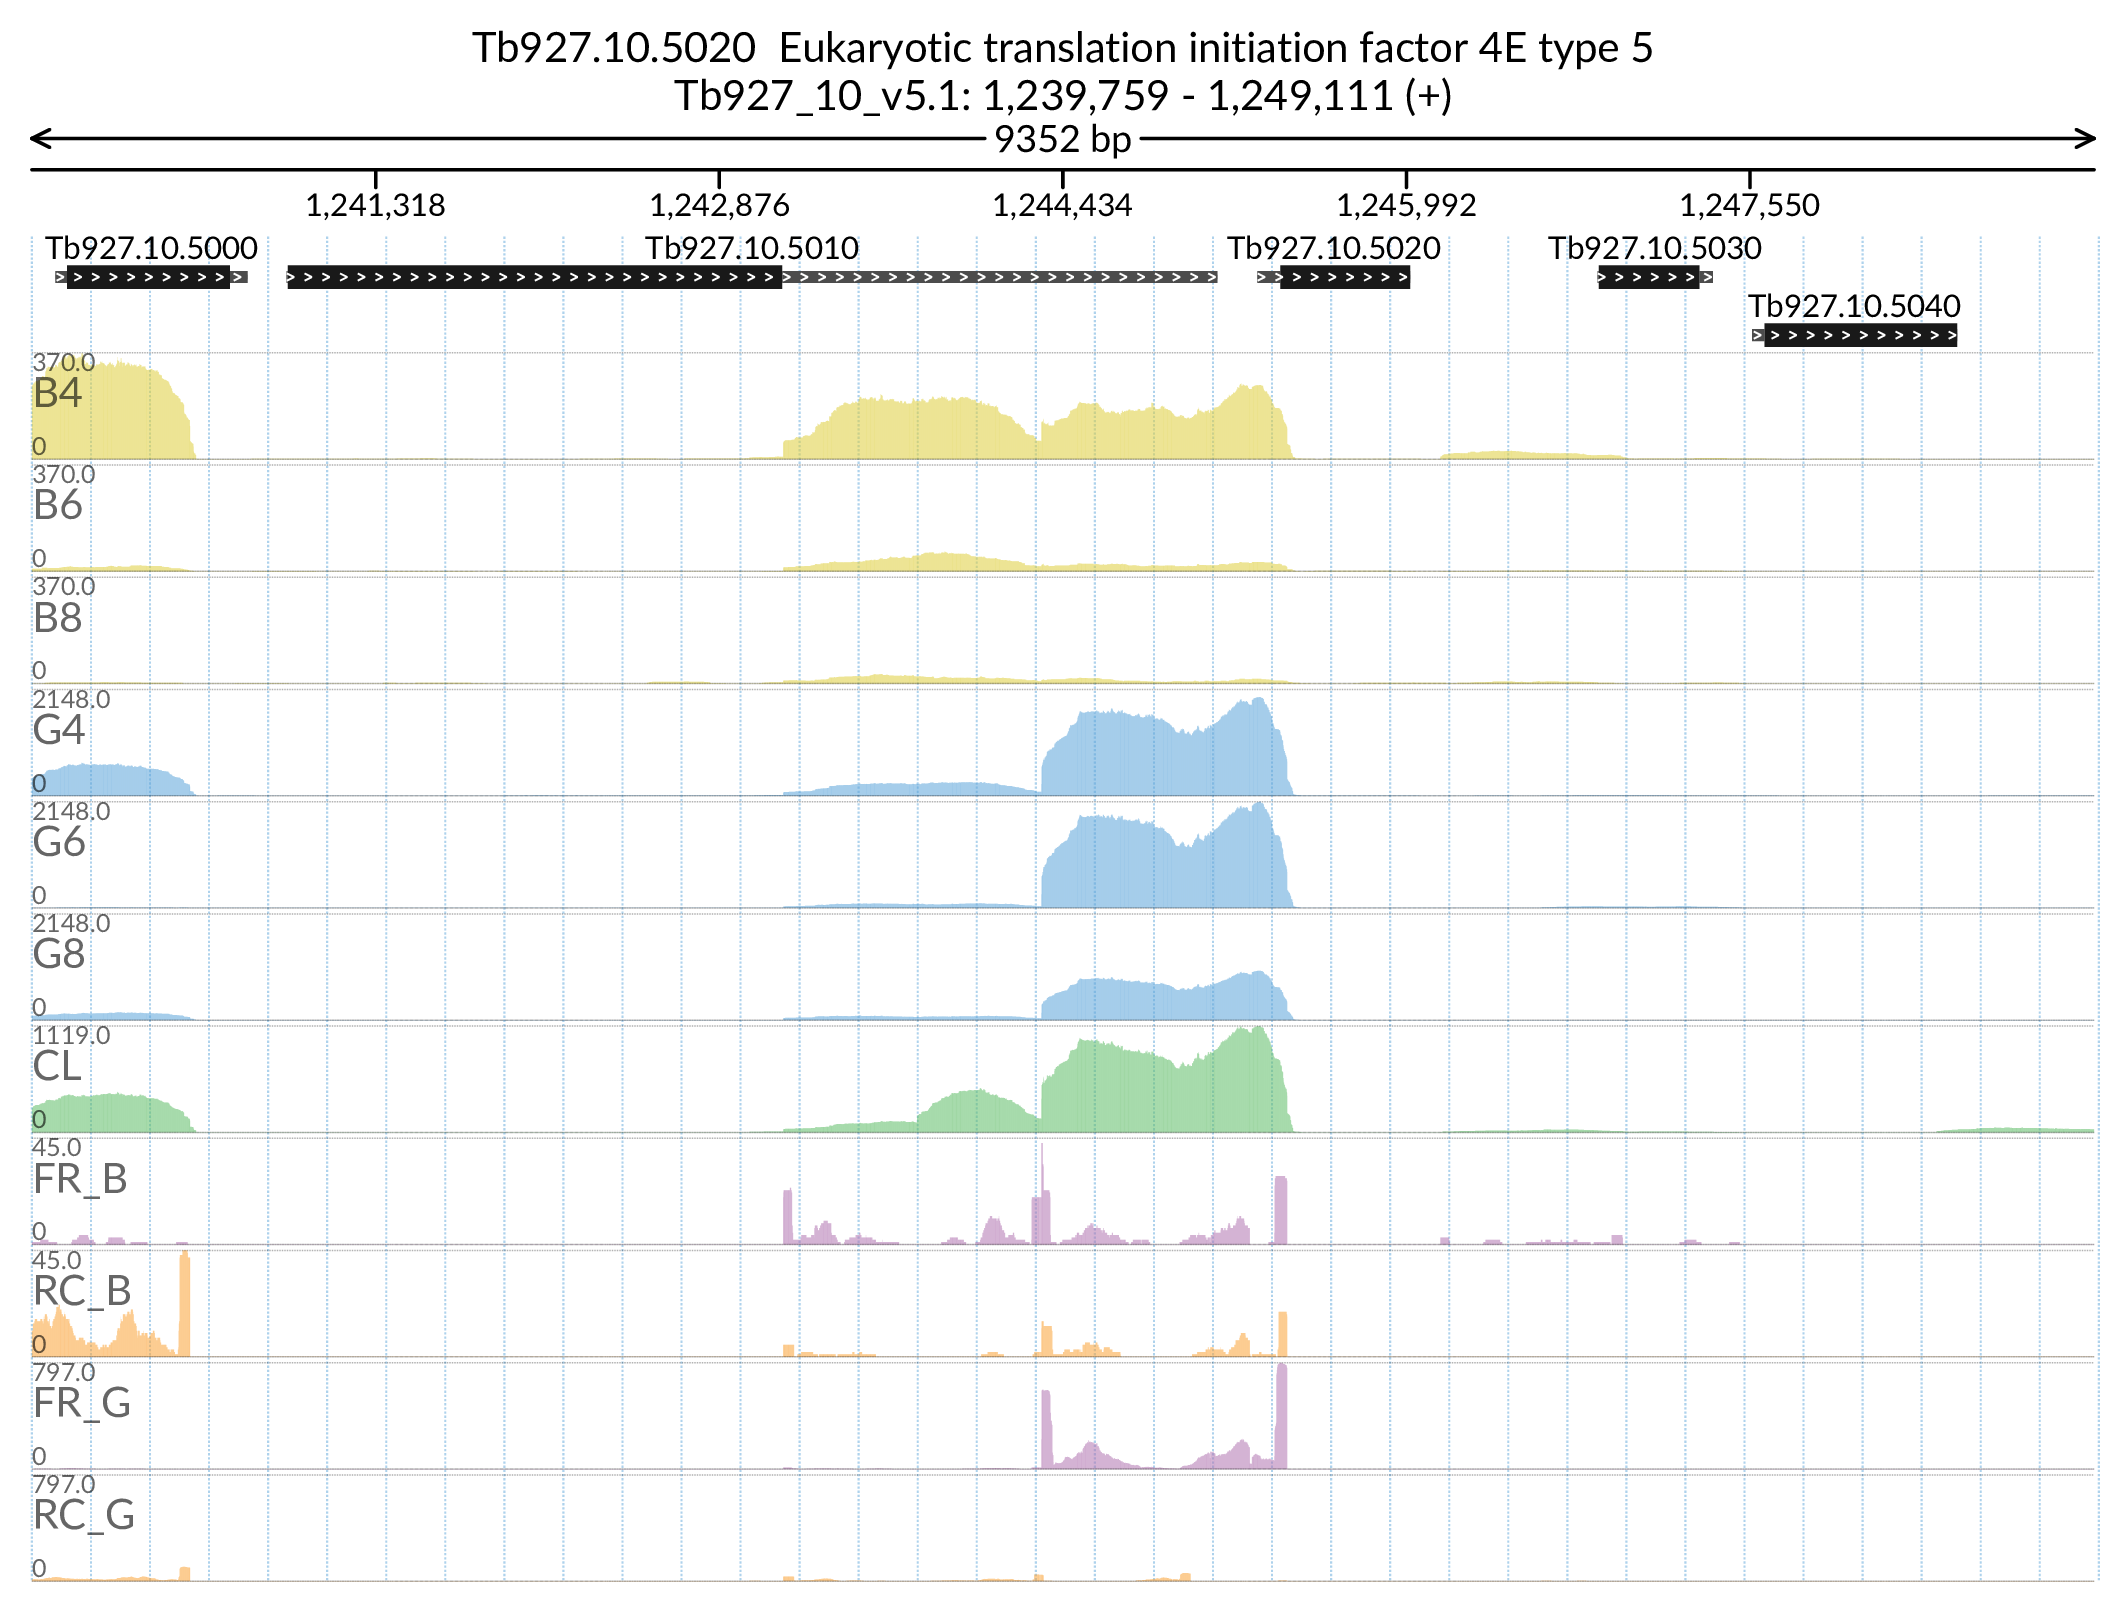 Tb927.10.5020  Eukaryotic translation initiation factor 4E type 5
Tb927_10_v5.1: 1,239,759 - 1,249,111 (+)
9352 bp
1,241,318 1,242,876 1,244,434 1,245,992 1,247,550
Tb927.10.5000 Tb927.10.5010 Tb927.10.5020 Tb927.10.5030
Tb927.10.5040
370.0
B4
0
370.0
B6
0
370.0
B8
0
2148.0
G4
0
2148.0
G6
0
2148.0
G8
0
1119.0
CL
0
45.0
FR_B
0
45.0
RC_B
0
797.0
FR_G
0
797.0
RC_G
0